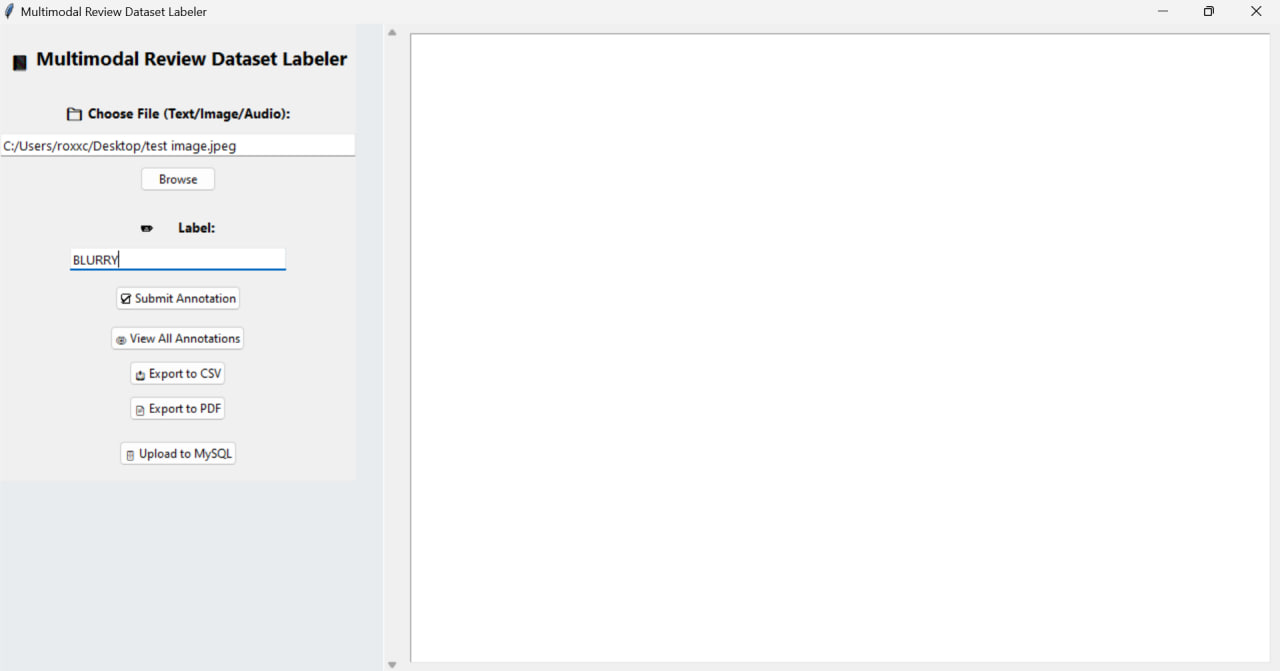 Multimodal Review Dataset Labeler
Multimodal Review Dataset Labeler
Choose File (Text/Image/Audio):
C:/Users/roxxc/Desktop/test image.jpeg
Browse
Label:
BLURRY
Submit Annotation
View All Annotations
Export to CSV
Export to PDF
Upload to MySQL